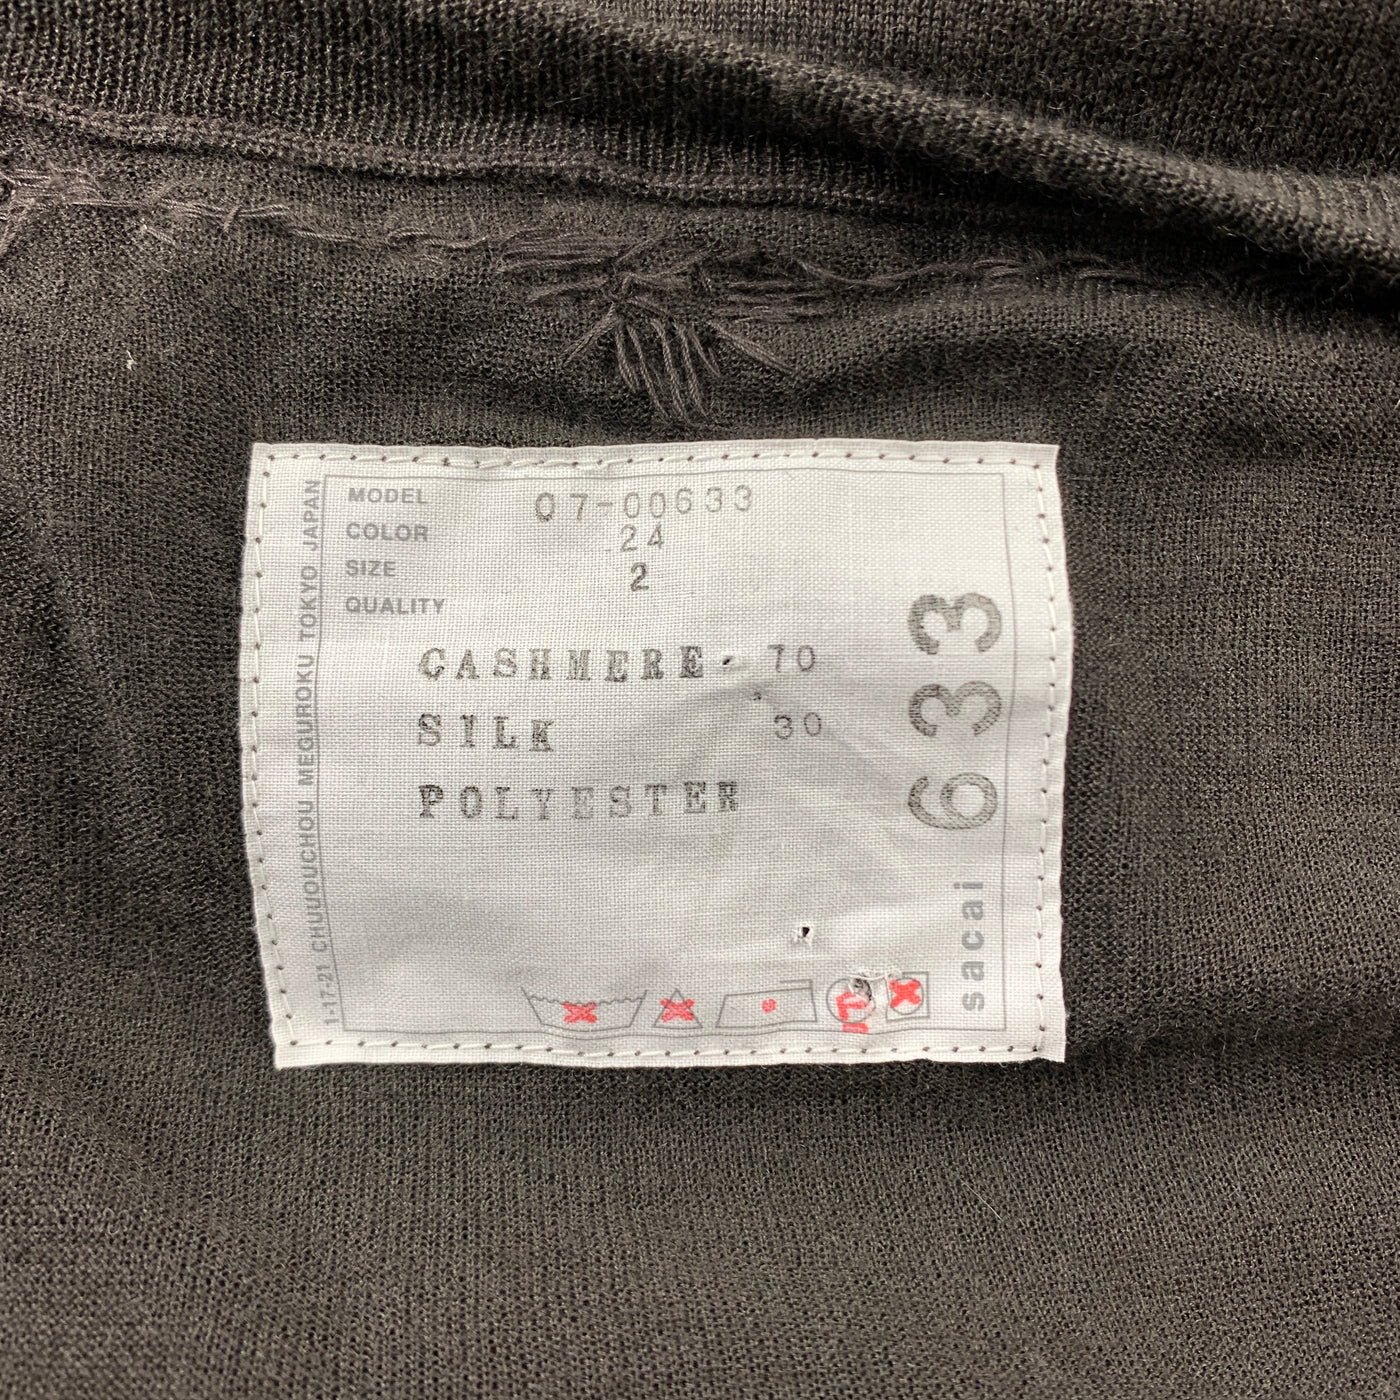 MODEL 07-00633
COLOR 24
SIZE 2
QUALITY
CASHMERE 70
SILK 30
POLYESTER
1-17-21 CHUUOUCHOU MEGUROKU TOKYO JAPAN
sacai 633